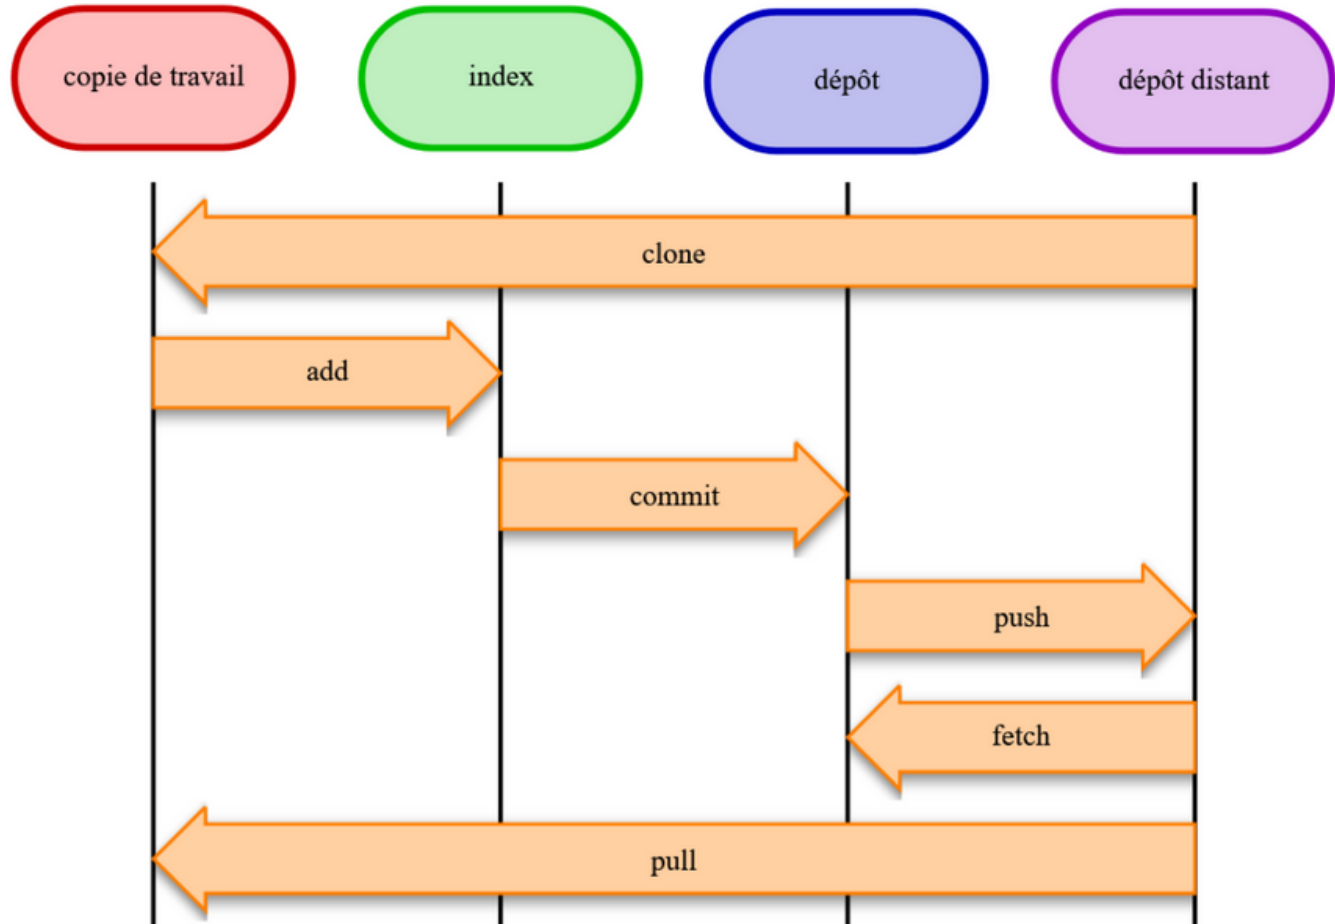 copie de travail
index
dépôt
dépôt distant
clone
add
commit
push
fetch
pull